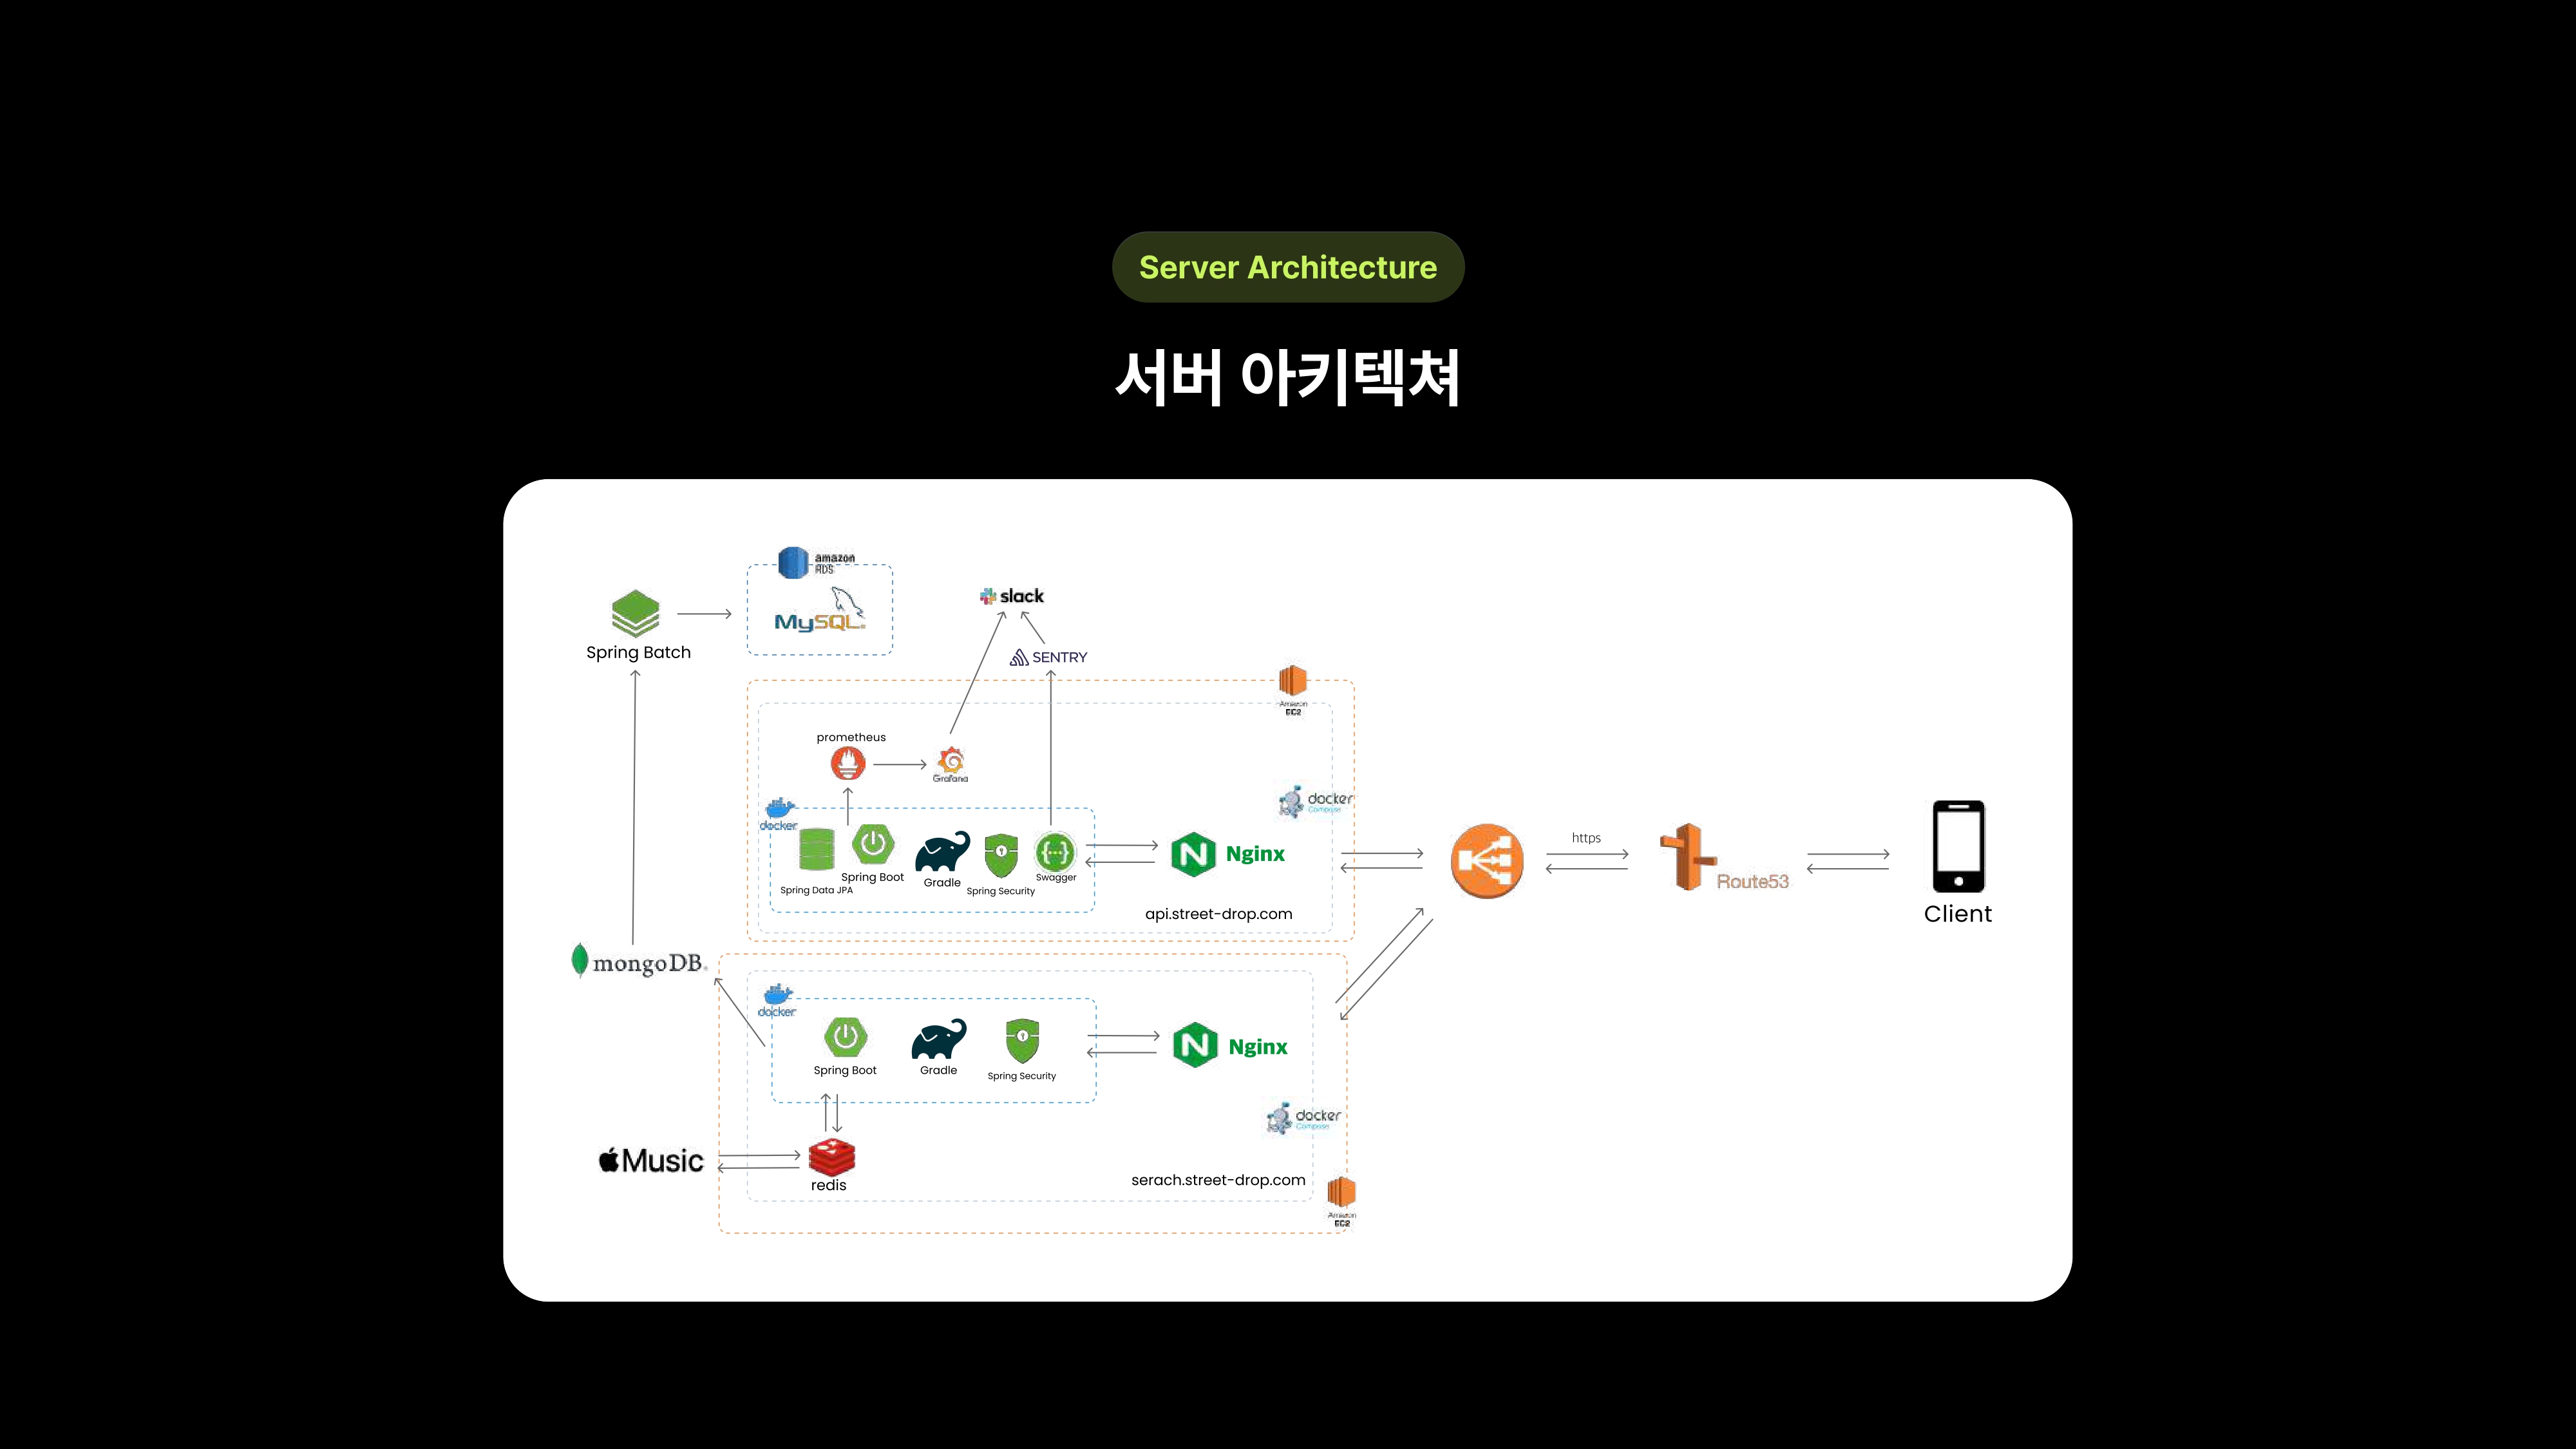 Server Architecture
서버 아키텍쳐
amazon
RDS
MySQL
Spring Batch
slack
SENTRY
Amazon
EC2
prometheus
Grafana
docker
docker
Compose
Spring Data JPA
Spring Boot
Gradle
Spring Security
Swagger
Nginx
api.street-drop.com
https
Route53
Client
mongoDB
docker
Spring Boot
Gradle
Spring Security
Nginx
docker
Compose
Music
redis
serach.street-drop.com
Amazon
EC2